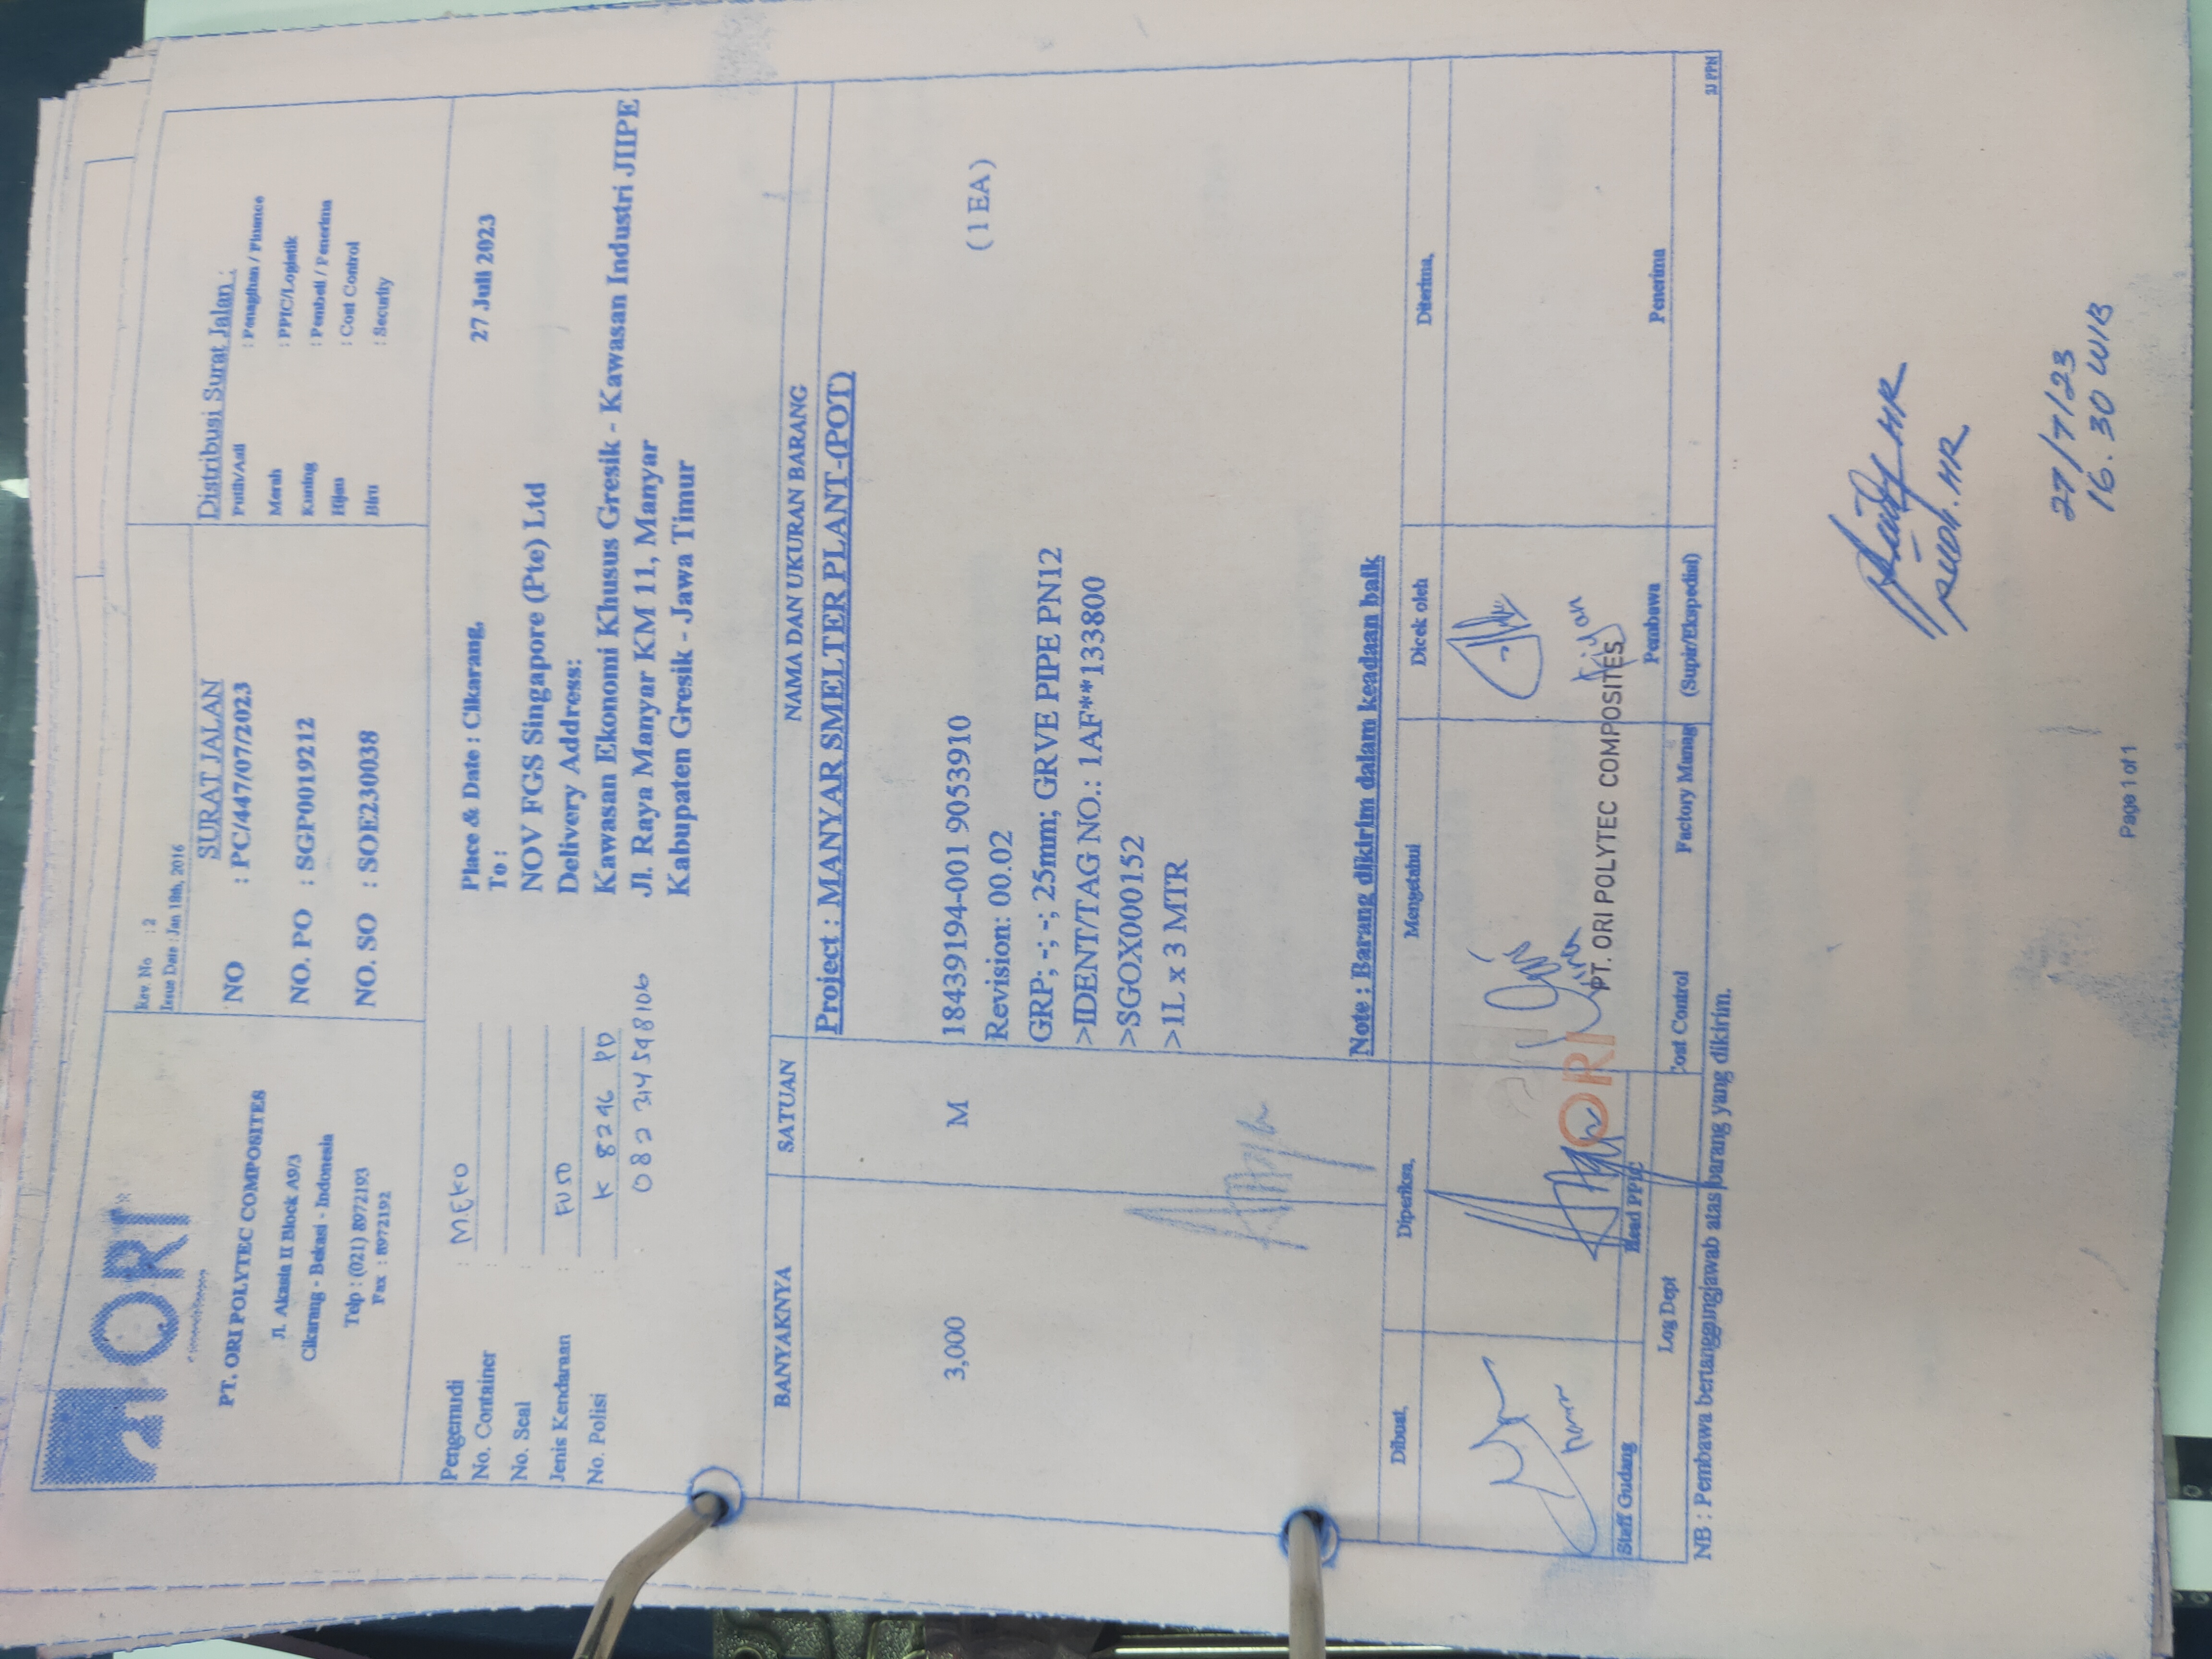 ORI
PT. ORI POLYTEC COMPOSITES
Jl. Akasia II Block A9/3
Cikarang - Bekasi - Indonesia
Telp : (021) 8972193
Fax : 8972192
Rev. No : 2
Issue Date : Jan 18th, 2016
SURAT JALAN
NO : PC/447/07/2023
NO. PO : SGP0019212
NO. SO : SOE230038
Distribusi Surat Jalan :
Putih/Asli : Penagihan / Finance
Merah : PPIC/Logistik
Kuning : Pembeli / Penerima
Hijau : Cost Control
Biru : Security
Pengemudi : M.EKO
No. Container :
No. Seal :
Jenis Kendaraan : FUSO
No. Polisi : K 8246 PD
082 314 598106
Place & Date : Cikarang, 27 Juli 2023
To :
NOV FGS Singapore (Pte) Ltd
Delivery Address:
Kawasan Ekonomi Khusus Gresik - Kawasan Industri JIIPE
Jl. Raya Manyar KM 11, Manyar
Kabupaten Gresik - Jawa Timur
BANYAKNYA SATUAN NAMA DAN UKURAN BARANG
Project : MANYAR SMELTER PLANT-(POT)
3,000 M 18439194-001 9053910 ( 1 EA )
Revision: 00.02
GRP; -; -; 25mm; GRVE PIPE PN12
>IDENT/TAG NO.: 1AF**133800
>SGOX000152
>1L x 3 MTR
Note : Barang dikirim dalam keadaan baik
Dibuat, Diperiksa, Mengetahui Dicek oleh Diterima,
ORI
PT. ORI POLYTEC COMPOSITES
Staff Gudang Head PPIC
Log Dept Cost Control Factory Manag Pembawa
(Supir/Ekspedisi) Penerima
NB : Pembawa bertanggungjawab atas barang yang dikirim.
SJ PPN
27/7/23
16.30 WIB
Page 1 of 1